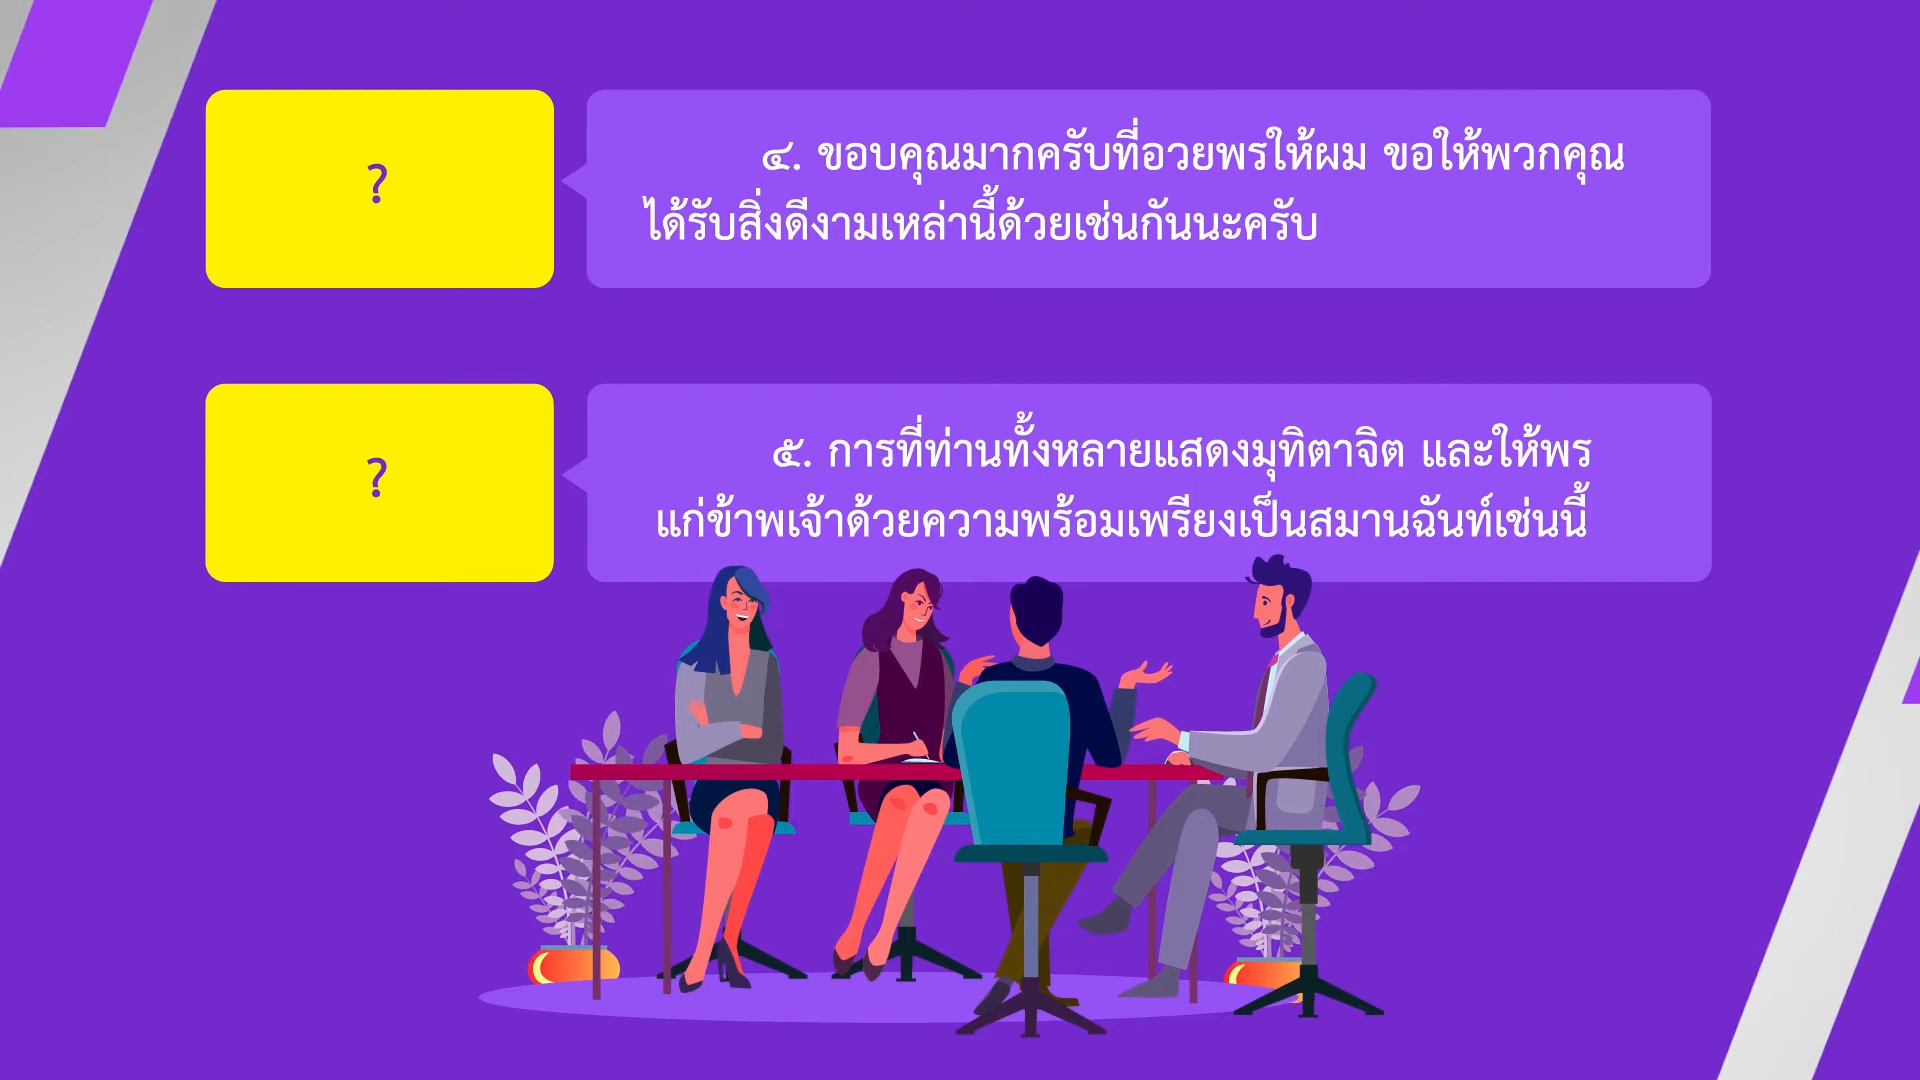 ?
๔. ขอบคุณมากครับที่อวยพรให้ผม ขอให้พวกคุณ
ได้รับสิ่งดีงามเหล่านี้ด้วยเช่นกันนะครับ
?
๕. การที่ท่านทั้งหลายแสดงมุทิตาจิต และให้พร
แก่ข้าพเจ้าด้วยความพร้อมเพรียงเป็นสมานฉันท์เช่นนี้